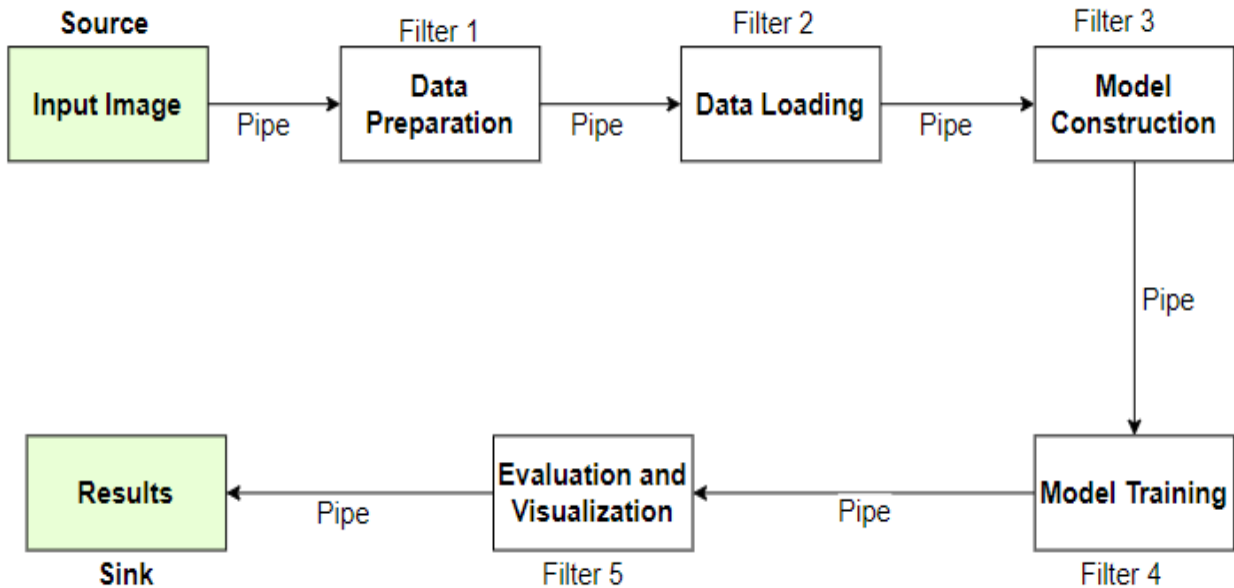 Source
Filter 1
Filter 2
Filter 3
Input Image
Pipe
Data
Preparation
Pipe
Data Loading
Pipe
Model
Construction
Pipe
Model Training
Filter 4
Pipe
Evaluation and
Visualization
Filter 5
Pipe
Results
Sink